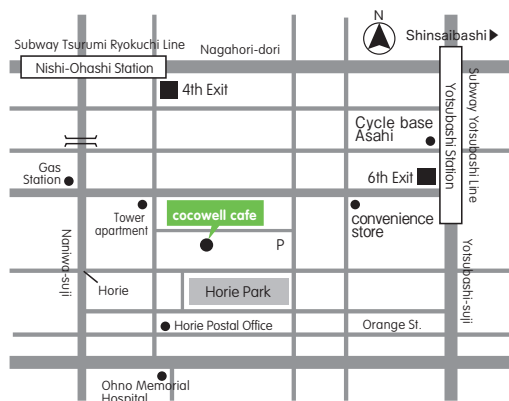 N
Shinsaibashi
Subway Tsurumi Ryokuchi Line
Nagahori-dori
Nishi-Ohashi Station
4th Exit
Subway Yotsubashi Line
Yotsubashi Station
Cycle base
Asahi
Gas
Station
6th Exit
Tower
apartment
cocowell cafe
convenience
store
P
Naniwa-suji
Yotsubashi-suji
Horie
Horie Park
Horie Postal Office
Orange St.
Ohno Memorial
Hospital